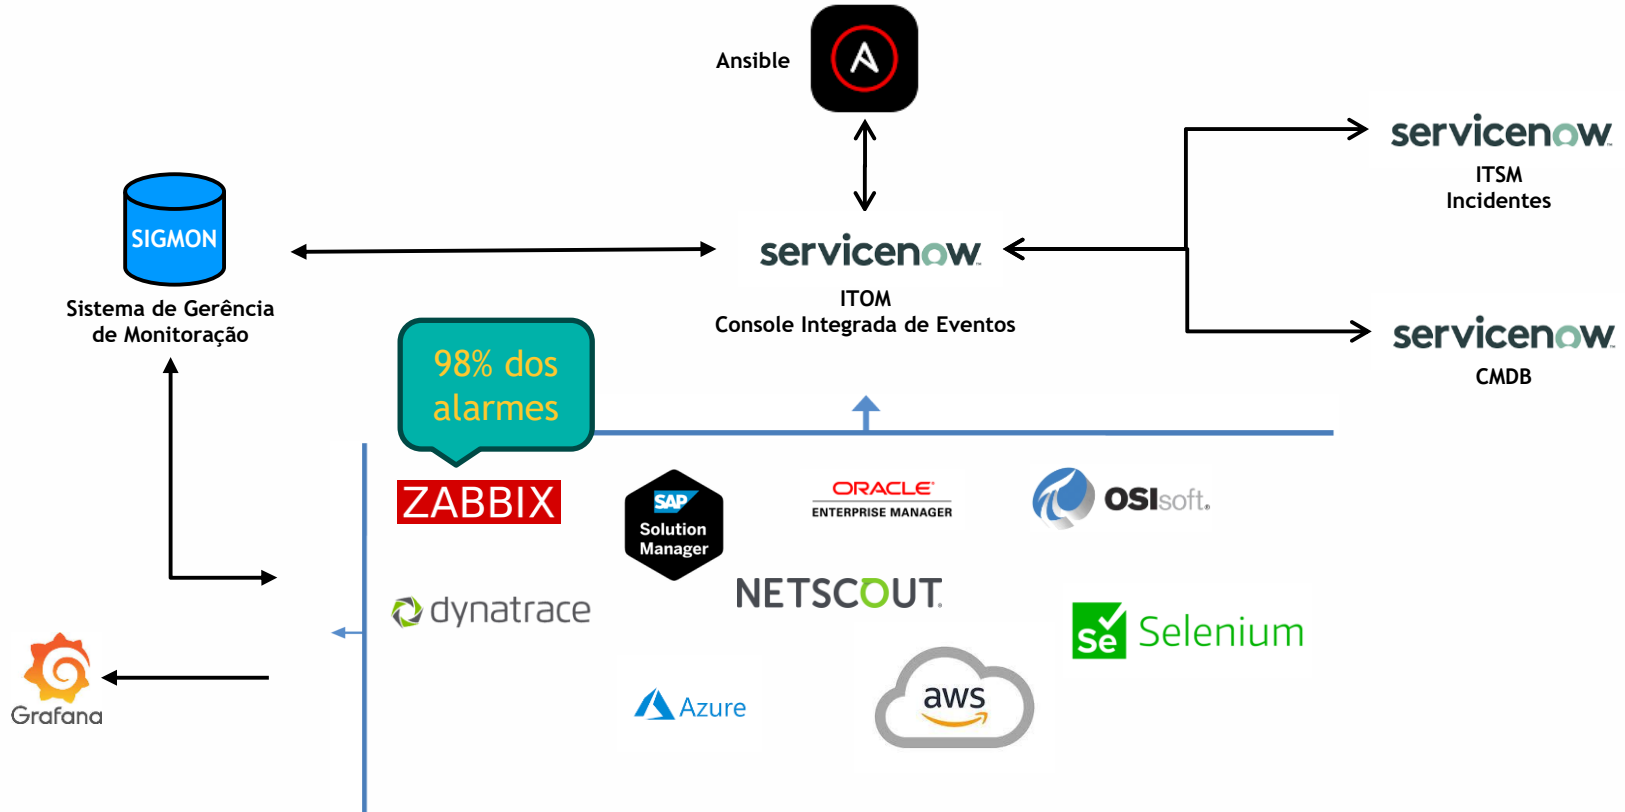 Ansible
servicenow
ITSM
Incidentes
SIGMON
servicenow
Sistema de Gerência
de Monitoração
ITOM
Console Integrada de Eventos
servicenow
CMDB
98% dos
alarmes
ZABBIX
SAP
Solution
Manager
ORACLE
ENTERPRISE MANAGER
OSIsoft.
dynatrace
NETSCOUT.
Se
Selenium
Grafana
Azure
aws